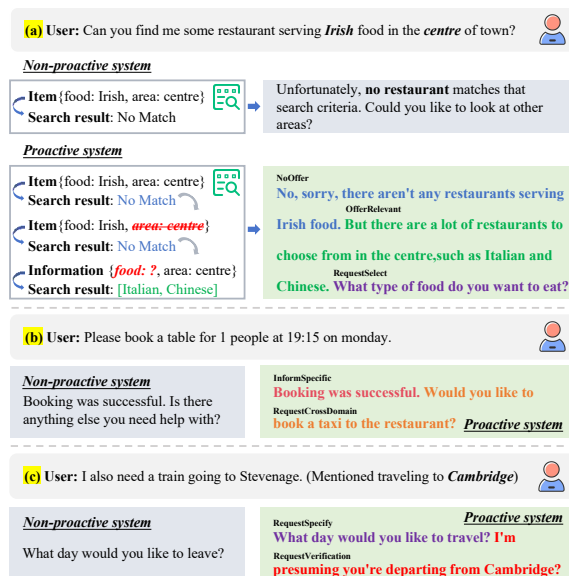 (a) User: Can you find me some restaurant serving Irish food in the centre of town?
Non-proactive system
Item{food: Irish, area: centre}
Search result: No Match
Unfortunately, no restaurant matches that
search criteria. Could you like to look at other
areas?
Proactive system
Item{food: Irish, area: centre}
Search result: No Match
Item{food: Irish, area: centre}
Search result: No Match
Information {food: ?, area: centre}
Search result: [Italian, Chinese]
NoOffer
No, sorry, there aren't any restaurants serving
OfferRelevant
Irish food. But there are a lot of restaurants to
choose from in the centre,such as Italian and
RequestSelect
Chinese. What type of food do you want to eat?
(b) User: Please book a table for 1 people at 19:15 on monday.
Non-proactive system
Booking was successful. Is there
anything else you need help with?
InformSpecific
Booking was successful. Would you like to
RequestCrossDomain
book a taxi to the restaurant? Proactive system
(c) User: I also need a train going to Stevenage. (Mentioned traveling to Cambridge)
Non-proactive system
What day would you like to leave?
Proactive system
RequestSpecify
What day would you like to travel? I'm
RequestVerification
presuming you're departing from Cambridge?